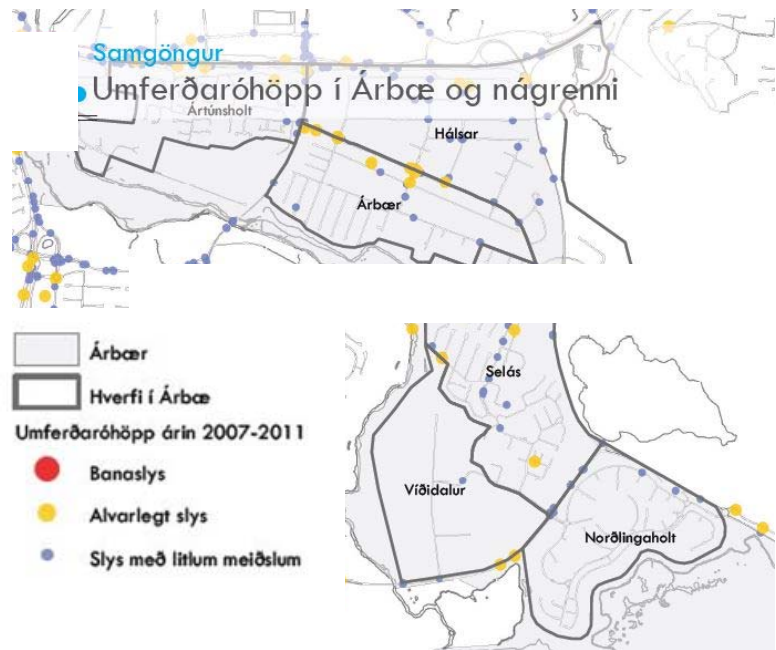 Samgöngur
Umferðaróhöpp í Árbæ og nágrenni
Ártúnsholt
Hálsar
Árbær
Árbær
Hverfi í Árbæ
Umferðaróhöpp árin 2007-2011
Banaslys
Alvarlegt slys
Slys með litlum meiðslum
Selás
Víðidalur
Norðlingaholt